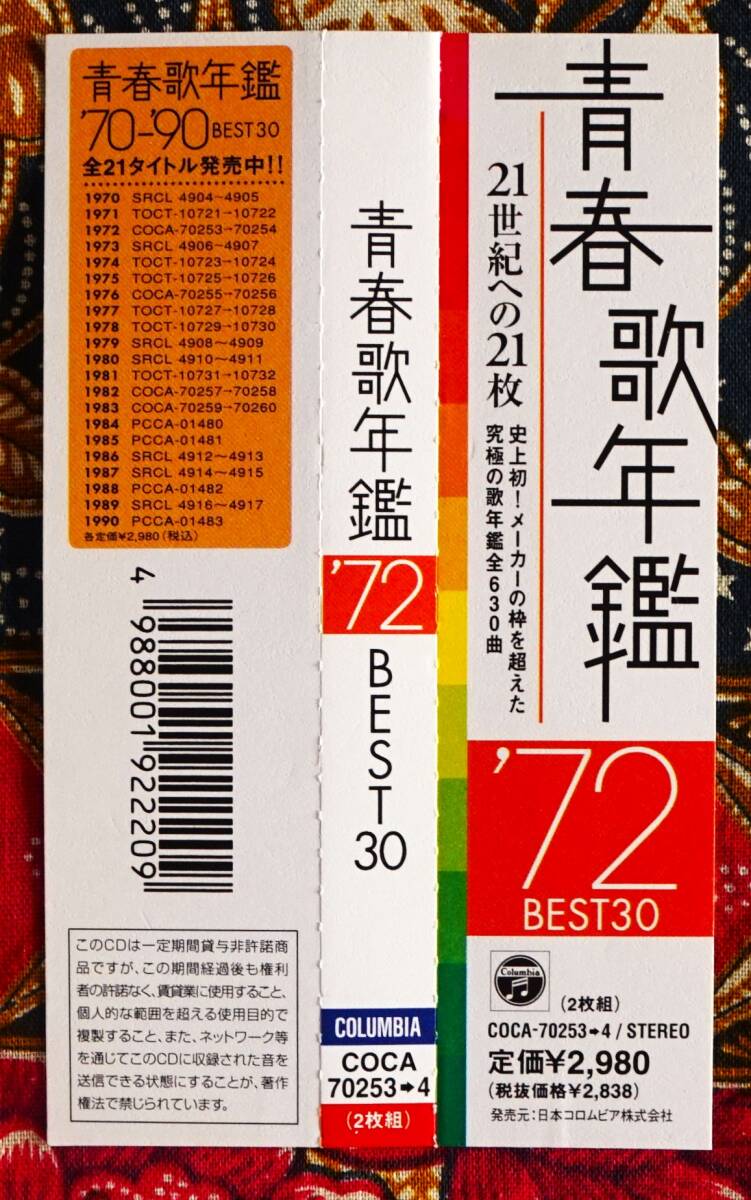 青春歌年鑑
'70-'90 BEST30
全21タイトル発売中!!
1970 SRCL 4904〜4905
1971 TOCT-10721→10722
1972 COCA-70253→70254
1973 SRCL 4906〜4907
1974 TOCT-10723→10724
1975 TOCT-10725→10726
1976 COCA-70255→70256
1977 TOCT-10727→10728
1978 TOCT-10729→10730
1979 SRCL 4908〜4909
1980 SRCL 4910〜4911
1981 TOCT-10731→10732
1982 COCA-70257→70258
1983 COCA-70259→70260
1984 PCCA-01480
1985 PCCA-01481
1986 SRCL 4912〜4913
1987 SRCL 4914〜4915
1988 PCCA-01482
1989 SRCL 4916〜4917
1990 PCCA-01483
各定価¥2,980(税込)
4 988001 922209
このCDは一定期間貸与非許諾商
品ですが、この期間経過後も権利
者の許諾なく、賃貸業に使用すること、
個人的な範囲を超える使用目的で
複製すること、また、ネットワーク等
を通じてこのCDに収録された音を
送信できる状態にすることが、著作
権法で禁じられています。
青春歌年鑑
'72
BEST30
COLUMBIA
COCA
70253→4
(2枚組)
青春歌年鑑
21世紀への21枚
史上初!メーカーの枠を超えた
究極の歌年鑑全630曲
'72
BEST30
Columbia
(2枚組)
COCA-70253→4/STEREO
定価¥2,980
(税抜価格¥2,838)
発売元:日本コロムビア株式会社